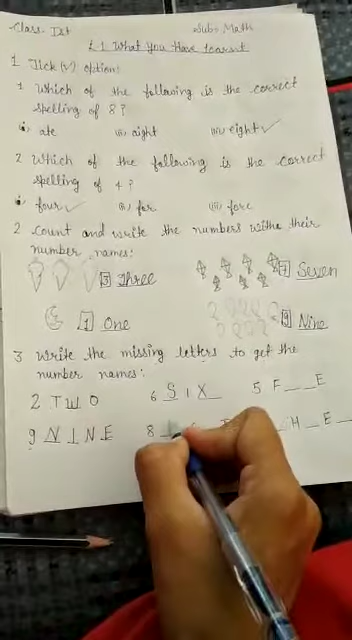 Class- Ist Sub:- Math
L.1 What You Have Learnt
1 Tick (✓) option:
1 Which of the following is the correct
spelling of 8?
i) ate (ii) aight (iii) eight ✓
2 Which of the following is the correct
spelling of 4?
i) four ✓ (ii) for (iii) fore
2 Count and write the numbers withe their
number names:
3 Three 7 Seven
1 One 9 Nine
3 Write the missing letters to get the
number names:
2 T W O 6 S I X 5 F _ _ E
9 N I N E 8 H _ E _